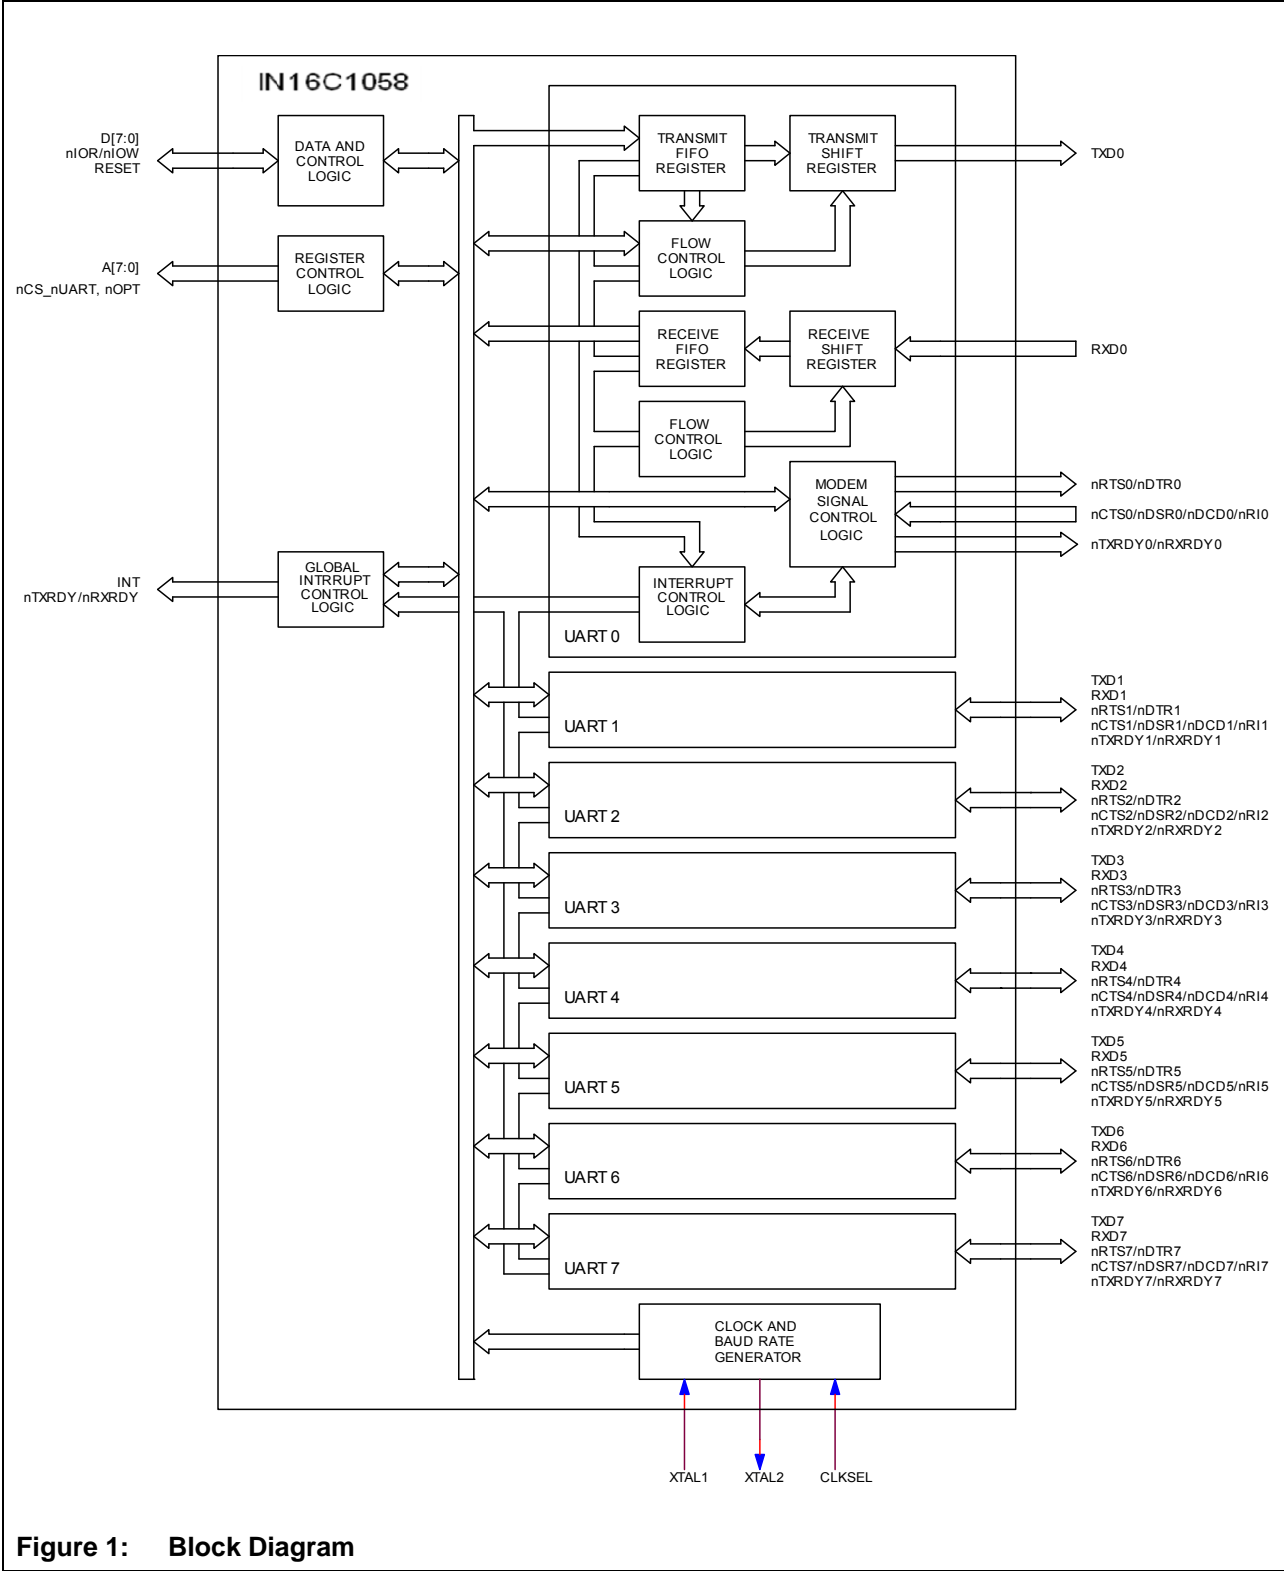 IN16C1058
D[7:0]
nIOR/nIOW
RESET
DATA AND
CONTROL
LOGIC
TRANSMIT
FIFO
REGISTER
TRANSMIT
SHIFT
REGISTER
TXD0
A[7:0]
nCS_nUART, nOPT
REGISTER
CONTROL
LOGIC
FLOW
CONTROL
LOGIC
RECEIVE
FIFO
REGISTER
RECEIVE
SHIFT
REGISTER
RXD0
FLOW
CONTROL
LOGIC
MODEM
SIGNAL
CONTROL
LOGIC
nRTS0/nDTR0
nCTS0/nDSR0/nDCD0/nRI0
nTXRDY0/nRXRDY0
INT
nTXRDY/nRXRDY
GLOBAL
INTRRUPT
CONTROL
LOGIC
INTERRUPT
CONTROL
LOGIC
UART 0
UART 1
TXD1
RXD1
nRTS1/nDTR1
nCTS1/nDSR1/nDCD1/nRI1
nTXRDY1/nRXRDY1
UART 2
TXD2
RXD2
nRTS2/nDTR2
nCTS2/nDSR2/nDCD2/nRI2
nTXRDY2/nRXRDY2
UART 3
TXD3
RXD3
nRTS3/nDTR3
nCTS3/nDSR3/nDCD3/nRI3
nTXRDY3/nRXRDY3
UART 4
TXD4
RXD4
nRTS4/nDTR4
nCTS4/nDSR4/nDCD4/nRI4
nTXRDY4/nRXRDY4
UART 5
TXD5
RXD5
nRTS5/nDTR5
nCTS5/nDSR5/nDCD5/nRI5
nTXRDY5/nRXRDY5
UART 6
TXD6
RXD6
nRTS6/nDTR6
nCTS6/nDSR6/nDCD6/nRI6
nTXRDY6/nRXRDY6
UART 7
TXD7
RXD7
nRTS7/nDTR7
nCTS7/nDSR7/nDCD7/nRI7
nTXRDY7/nRXRDY7
CLOCK AND
BAUD RATE
GENERATOR
XTAL1
XTAL2
CLKSEL
Figure 1: Block Diagram